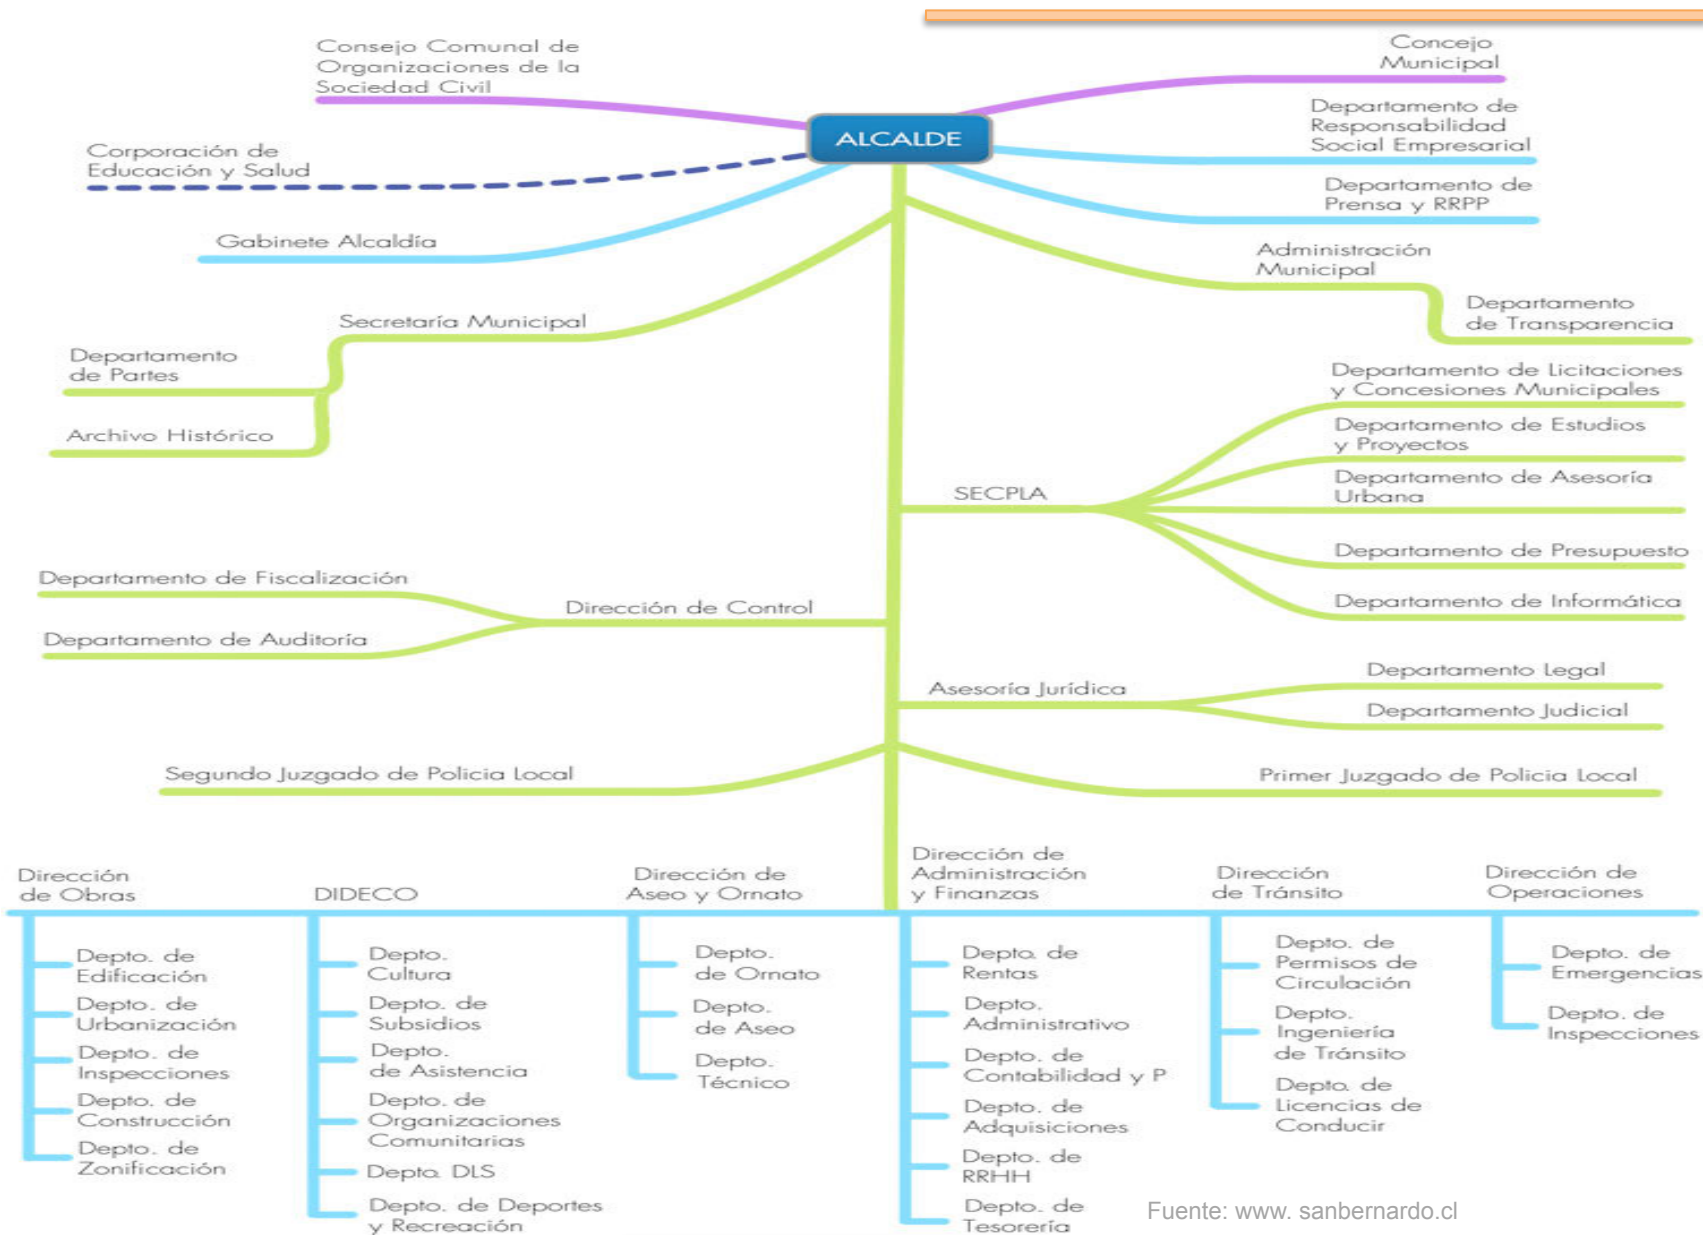 Consejo Comunal de
Organizaciones de la
Sociedad Civil
Concejo
Municipal
ALCALDE
Departamento de
Responsabilidad
Social Empresarial
Corporación de
Educación y Salud
Departamento de
Prensa y RRPP
Gabinete Alcaldía
Administración
Municipal
Secretaría Municipal
Departamento
de Transparencia
Departamento
de Partes
Archivo Histórico
Departamento de Licitaciones
y Concesiones Municipales
Departamento de Estudios
y Proyectos
SECPLA
Departamento de Asesoría
Urbana
Departamento de Presupuesto
Departamento de Informática
Departamento de Fiscalización
Dirección de Control
Departamento de Auditoría
Asesoría Jurídica
Departamento Legal
Departamento Judicial
Segundo Juzgado de Policia Local
Primer Juzgado de Policia Local
Dirección
de Obras
Depto. de
Edificación
Depto. de
Urbanización
Depto. de
Inspecciones
Depto. de
Construcción
Depto. de
Zonificación
DIDECO
Depto.
Cultura
Depto. de
Subsidios
Depto.
de Asistencia
Depto. de
Organizaciones
Comunitarias
Depto. DLS
Depto. de Deportes
y Recreación
Dirección de
Aseo y Ornato
Depto.
de Ornato
Depto.
de Aseo
Depto.
Técnico
Dirección de
Administración
y Finanzas
Depto. de
Rentas
Depto.
Administrativo
Depto. de
Contabilidad y P
Depto. de
Adquisiciones
Depto. de
RRHH
Depto. de
Tesorería
Dirección
de Tránsito
Depto. de
Permisos de
Circulación
Depto.
Ingeniería
de Tránsito
Depto. de
Licencias de
Conducir
Dirección de
Operaciones
Depto. de
Emergencias
Depto. de
Inspecciones
Fuente: www. sanbernardo.cl